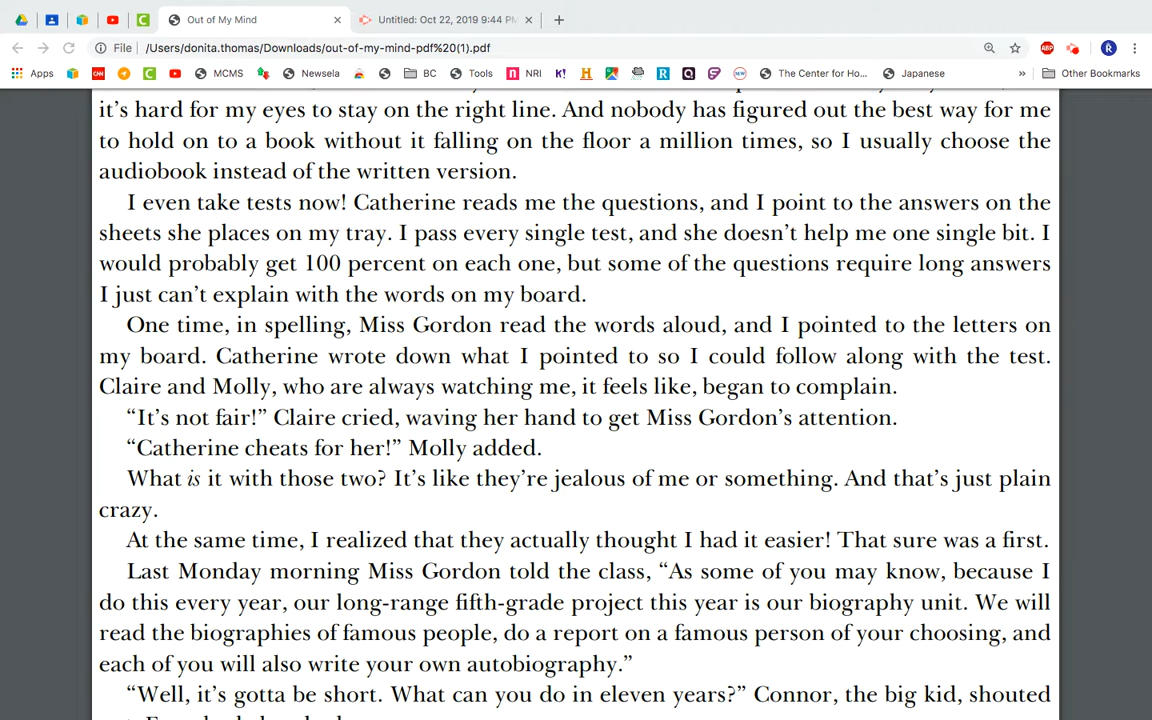 Out of My Mind
Untitled: Oct 22, 2019 9:44 PM
File /Users/donita.thomas/Downloads/out-of-my-mind-pdf%20(1).pdf
Apps CNN MCMS Newsela BC Tools NRI K! The Center for Ho... Japanese » Other Bookmarks
it's hard for my eyes to stay on the right line. And nobody has figured out the best way for me
to hold on to a book without it falling on the floor a million times, so I usually choose the
audiobook instead of the written version.
I even take tests now! Catherine reads me the questions, and I point to the answers on the
sheets she places on my tray. I pass every single test, and she doesn't help me one single bit. I
would probably get 100 percent on each one, but some of the questions require long answers
I just can't explain with the words on my board.
One time, in spelling, Miss Gordon read the words aloud, and I pointed to the letters on
my board. Catherine wrote down what I pointed to so I could follow along with the test.
Claire and Molly, who are always watching me, it feels like, began to complain.
“It's not fair!” Claire cried, waving her hand to get Miss Gordon's attention.
“Catherine cheats for her!” Molly added.
What is it with those two? It's like they're jealous of me or something. And that's just plain
crazy.
At the same time, I realized that they actually thought I had it easier! That sure was a first.
Last Monday morning Miss Gordon told the class, “As some of you may know, because I
do this every year, our long-range fifth-grade project this year is our biography unit. We will
read the biographies of famous people, do a report on a famous person of your choosing, and
each of you will also write your own autobiography.”
“Well, it's gotta be short. What can you do in eleven years?” Connor, the big kid, shouted